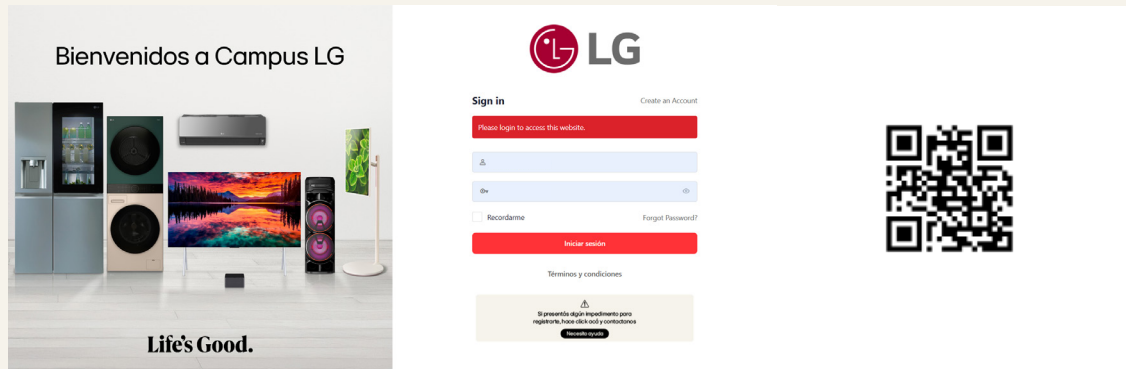 Bienvenidos a Campus LG
Life's Good.
LG
Sign in
Create an Account
Please login to access this website.
Recordarme
Forgot Password?
Iniciar sesión
Términos y condiciones
Si presentás algún impedimento para
registrarte, hace click acá y contactanos
Necesito ayuda